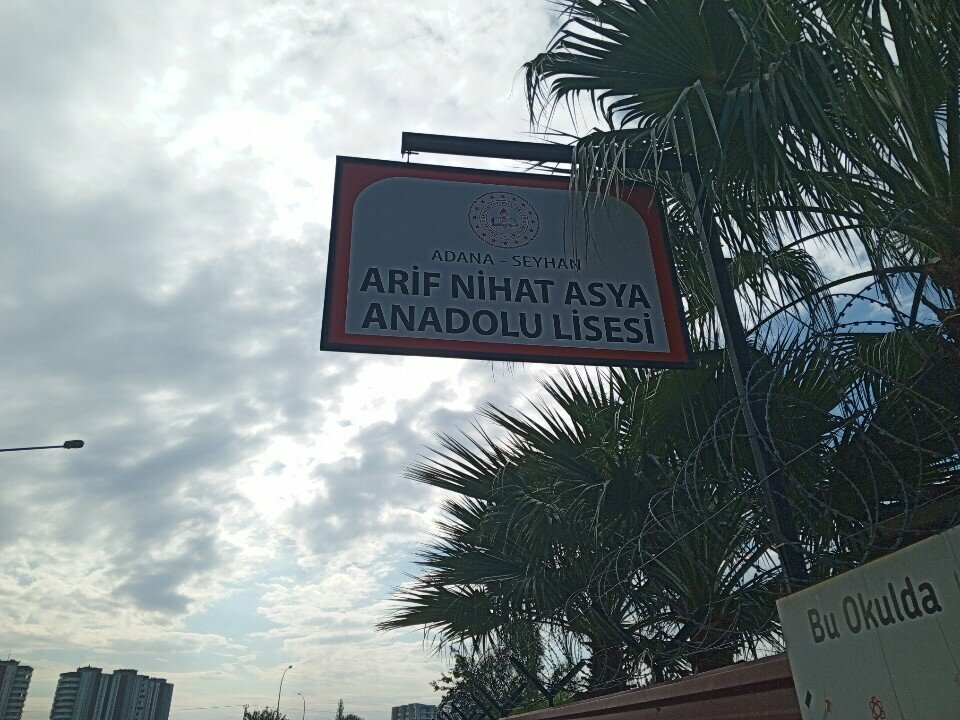 ADANA - SEYHAN
ARİF NİHAT ASYA
ANADOLU LİSESİ
Bu Okulda